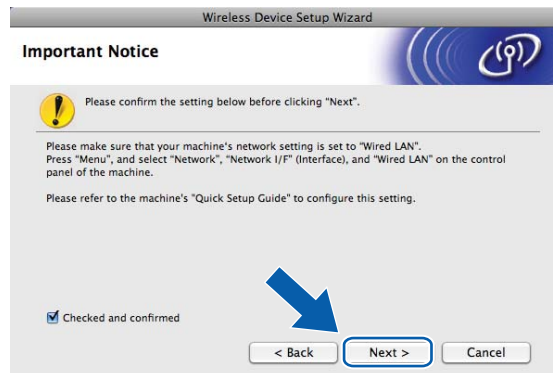 Wireless Device Setup Wizard
Important Notice
Please confirm the setting below before clicking "Next".
Please make sure that your machine's network setting is set to "Wired LAN".
Press "Menu", and select "Network", "Network I/F" (Interface), and "Wired LAN" on the control
panel of the machine.
Please refer to the machine's "Quick Setup Guide" to configure this setting.
Checked and confirmed
< Back
Next >
Cancel